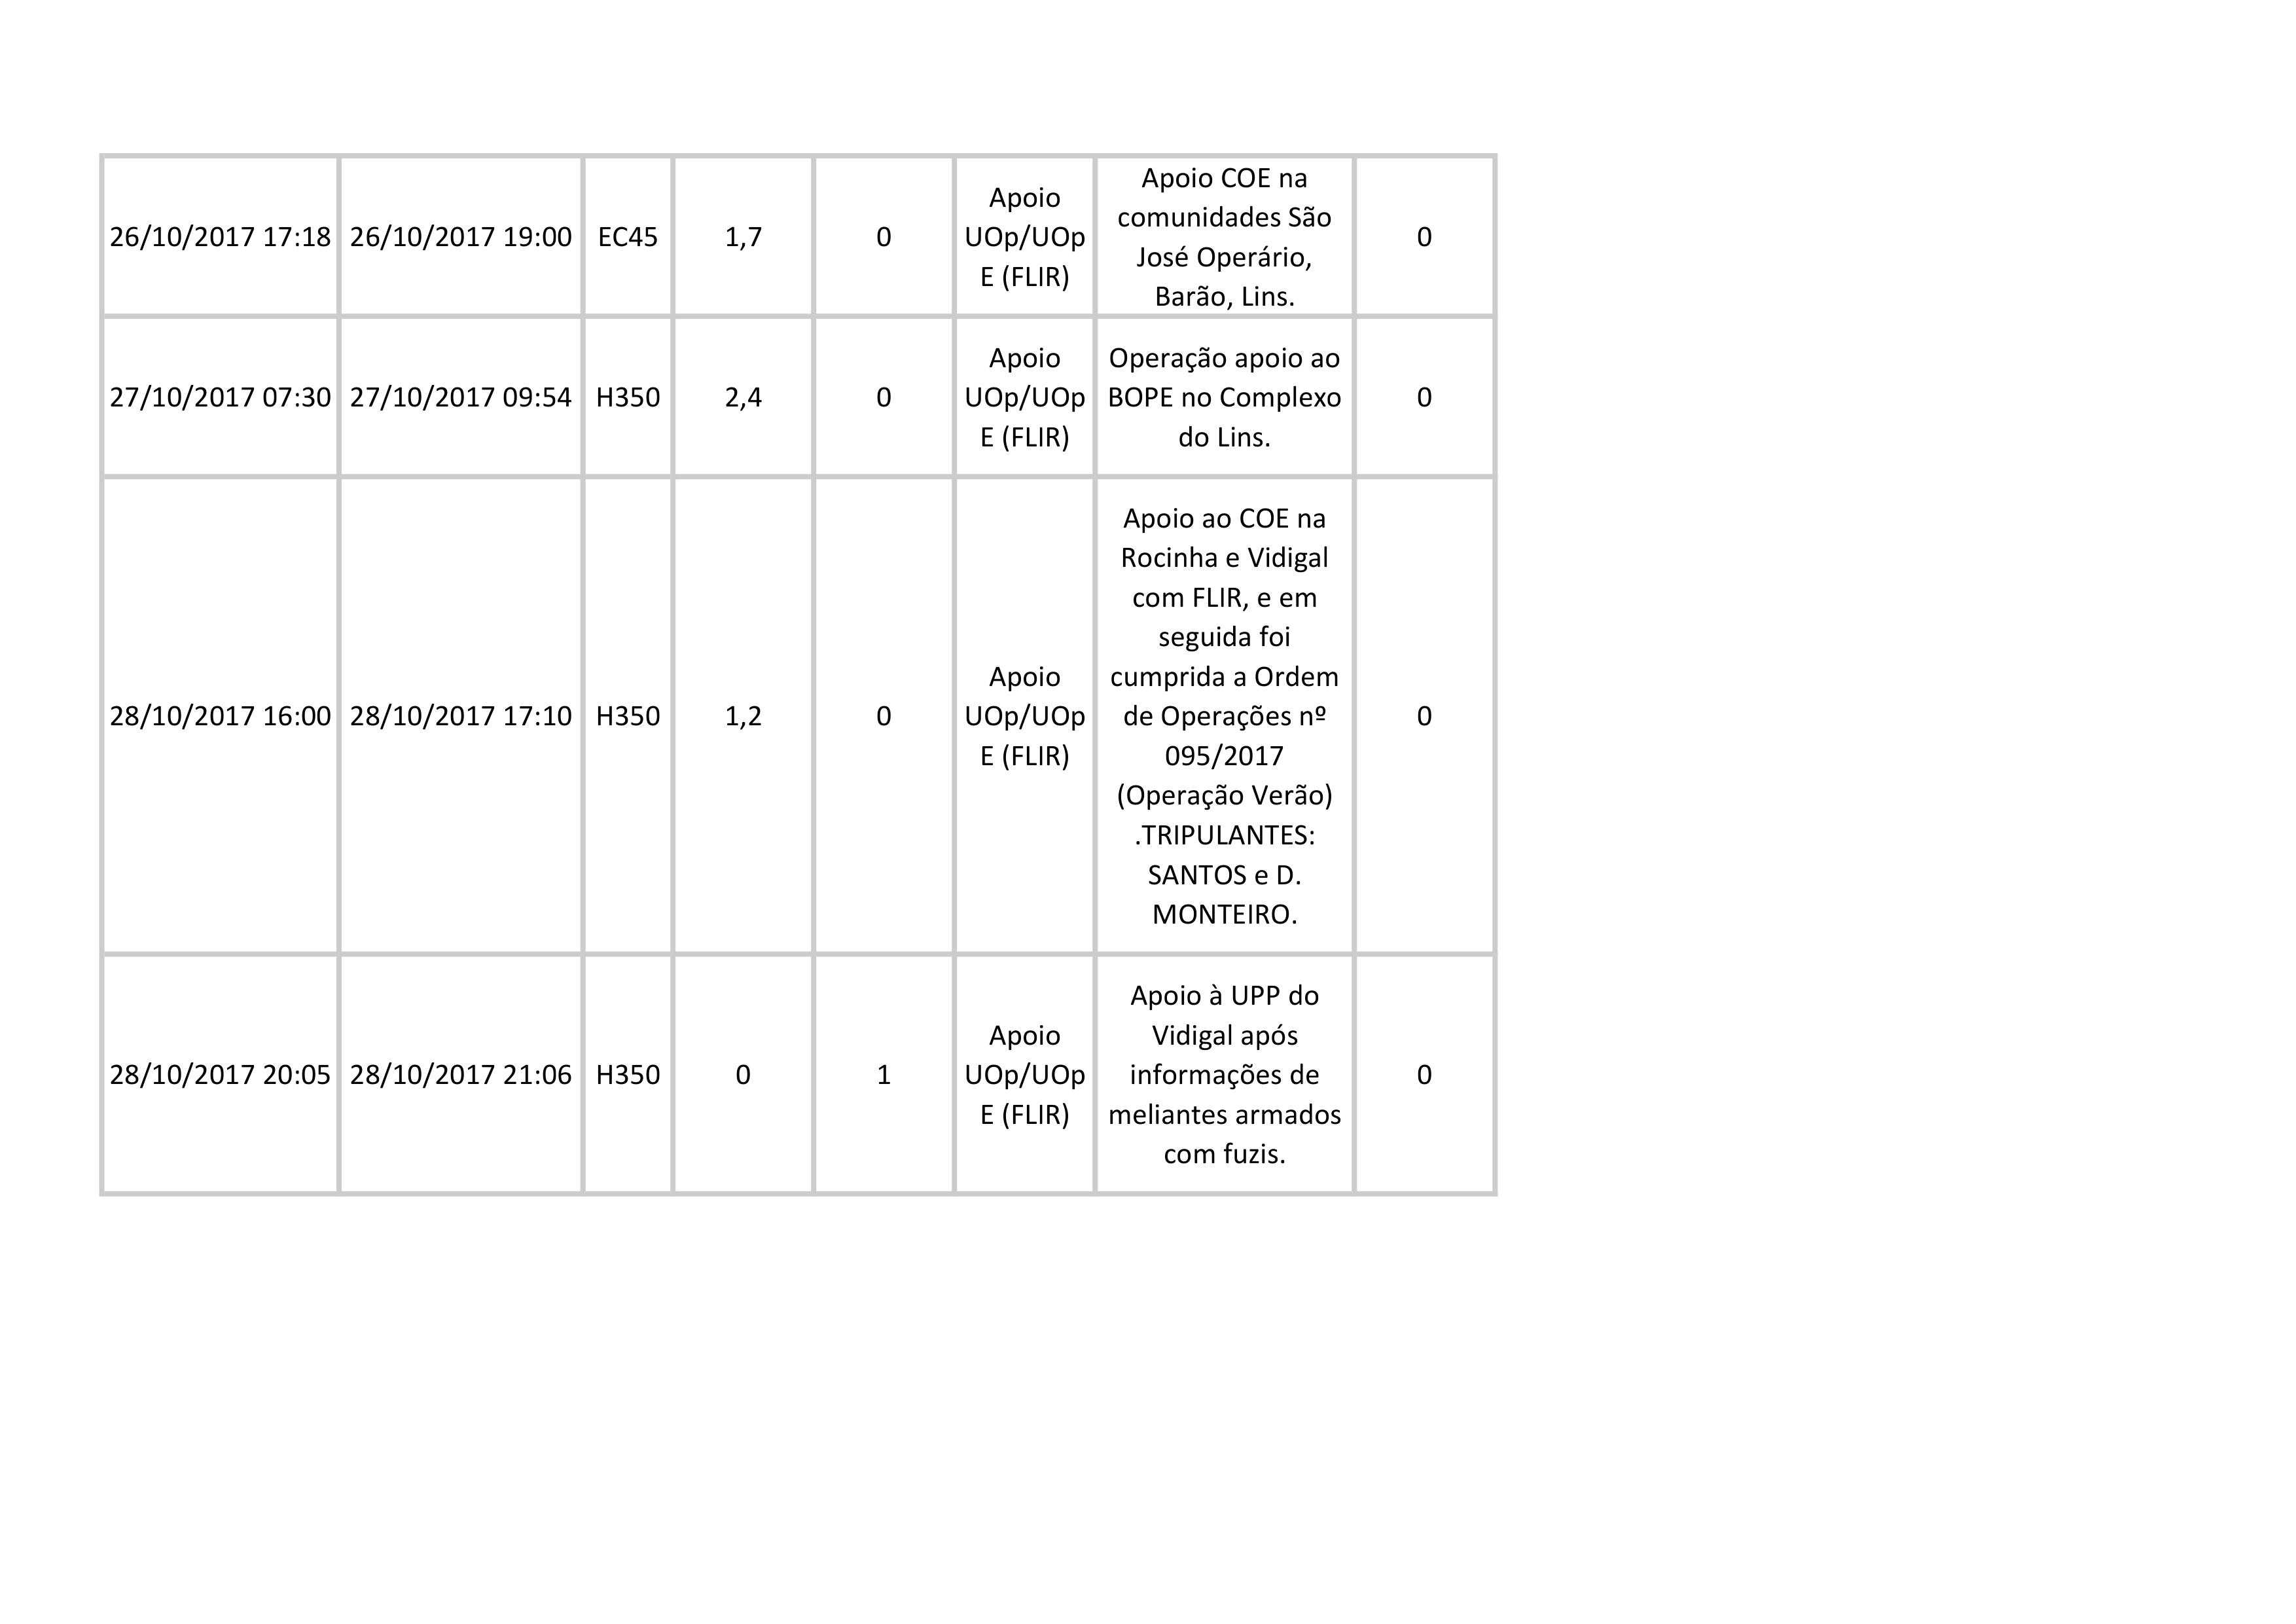 26/10/2017 17:18 26/10/2017 19:00 EC45 1,7 0 Apoio UOp/UOp E (FLIR) Apoio COE na comunidades São José Operário, Barão, Lins. 0
27/10/2017 07:30 27/10/2017 09:54 H350 2,4 0 Apoio UOp/UOp E (FLIR) Operação apoio ao BOPE no Complexo do Lins. 0
28/10/2017 16:00 28/10/2017 17:10 H350 1,2 0 Apoio UOp/UOp E (FLIR) Apoio ao COE na Rocinha e Vidigal com FLIR, e em seguida foi cumprida a Ordem de Operações nº 095/2017 (Operação Verão) .TRIPULANTES: SANTOS e D. MONTEIRO. 0
28/10/2017 20:05 28/10/2017 21:06 H350 0 1 Apoio UOp/UOp E (FLIR) Apoio à UPP do Vidigal após informações de meliantes armados com fuzis. 0